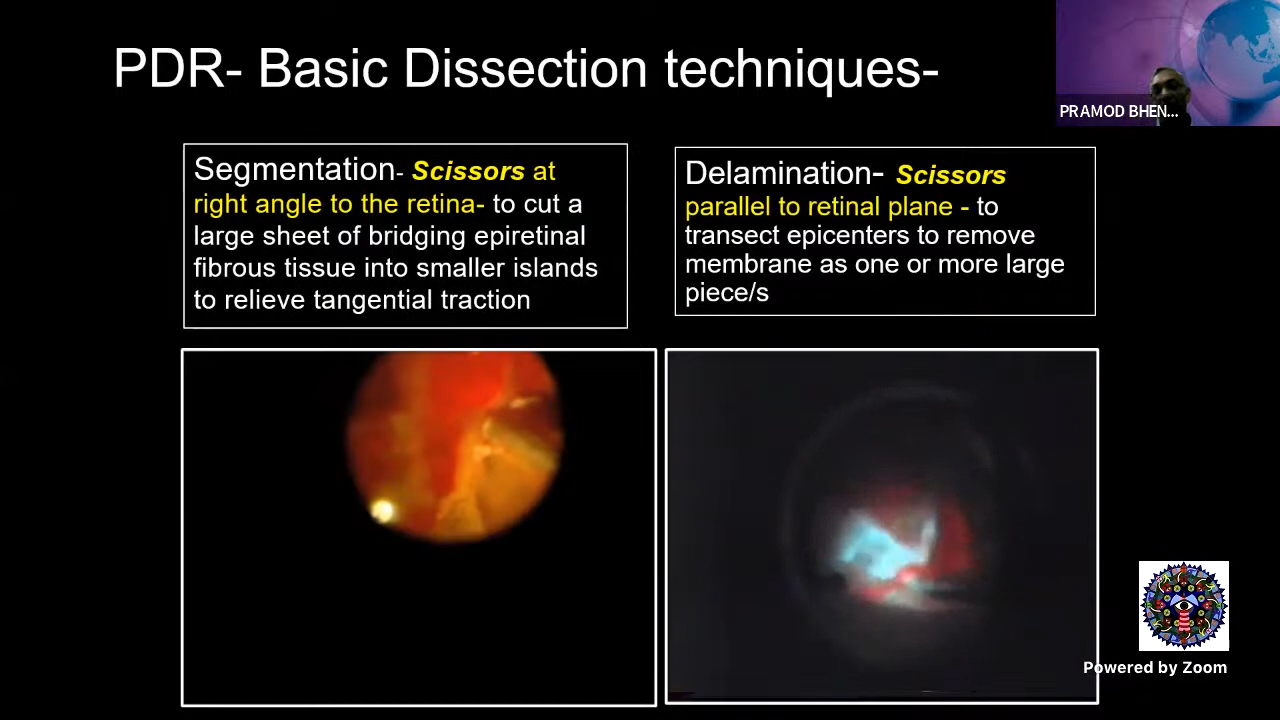 PDR- Basic Dissection techniques-
PRAMOD BHEN...
Segmentation- Scissors at
right angle to the retina- to cut a
large sheet of bridging epiretinal
fibrous tissue into smaller islands
to relieve tangential traction
Delamination- Scissors
parallel to retinal plane - to
transect epicenters to remove
membrane as one or more large
piece/s
Powered by Zoom